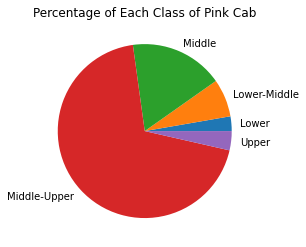 Percentage of Each Class of Pink Cab
Middle
Lower-Middle
Lower
Upper
Middle-Upper